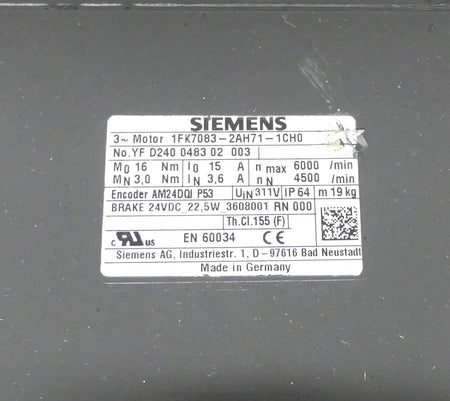 SIEMENS
3~ Motor 1FK7083-2AH71-1CH0
No.YF D240 0483 02 003
M0 16 Nm I0 15 A n max 6000 /min
MN 3,0 Nm IN 3,6 A nN 4500 /min
Encoder AM24DQI P53 UIN 311V IP 64 m 19 kg
BRAKE 24VDC 22,5W 3608001 RN 000
Th.Cl.155 (F)
c RU us EN 60034 CE
Siemens AG, Industriestr. 1, D-97616 Bad Neustadt
Made in Germany